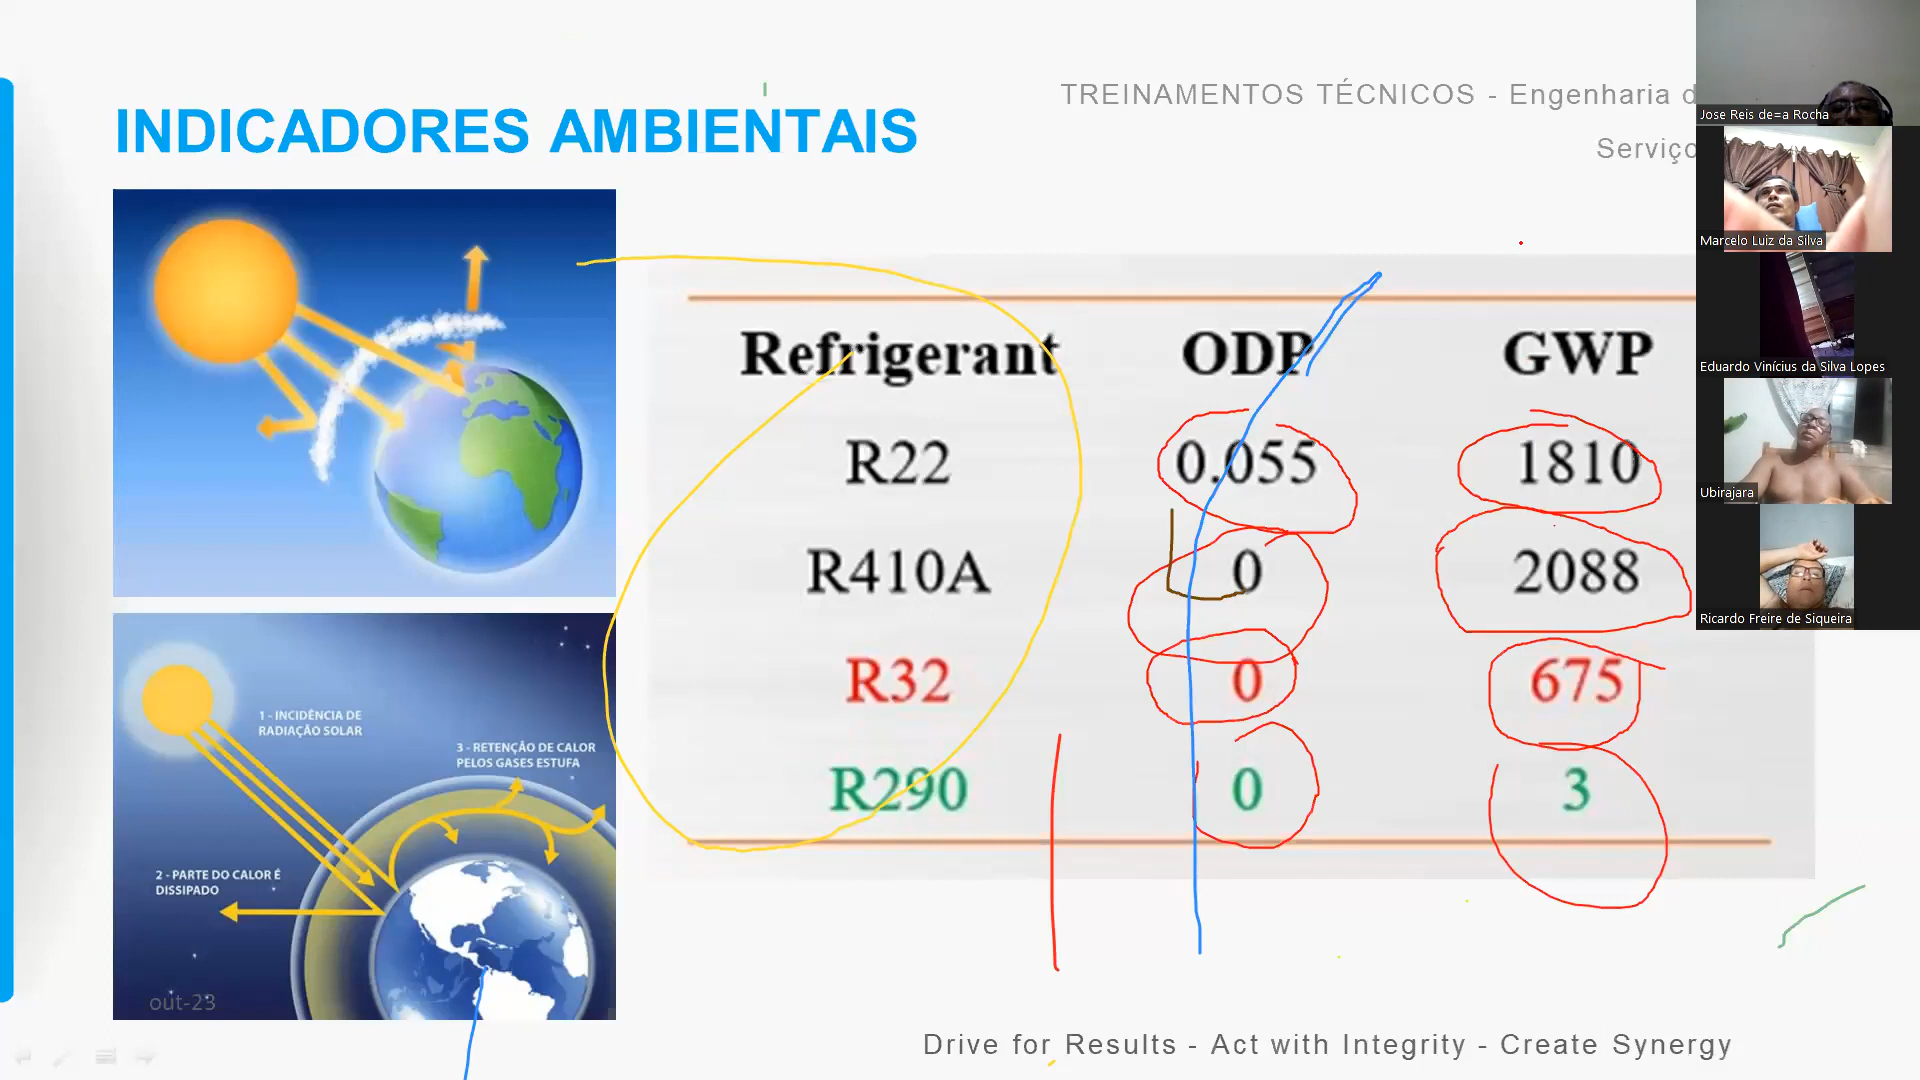 TREINAMENTOS TÉCNICOS - Engenharia d
Serviço
INDICADORES AMBIENTAIS
Refrigerant ODP GWP
R22 0.055 1810
R410A 0 2088
R32 0 675
R290 0 3
1 - INCIDÊNCIA DE
RADIAÇÃO SOLAR
3 - RETENÇÃO DE CALOR
PELOS GASES ESTUFA
2 - PARTE DO CALOR É
DISSIPADO
out-23
Drive for Results - Act with Integrity - Create Synergy
Jose Reis de=a Rocha
Marcelo Luiz da Silva
Eduardo Vinícius da Silva Lopes
Ubirajara
Ricardo Freire de Siqueira